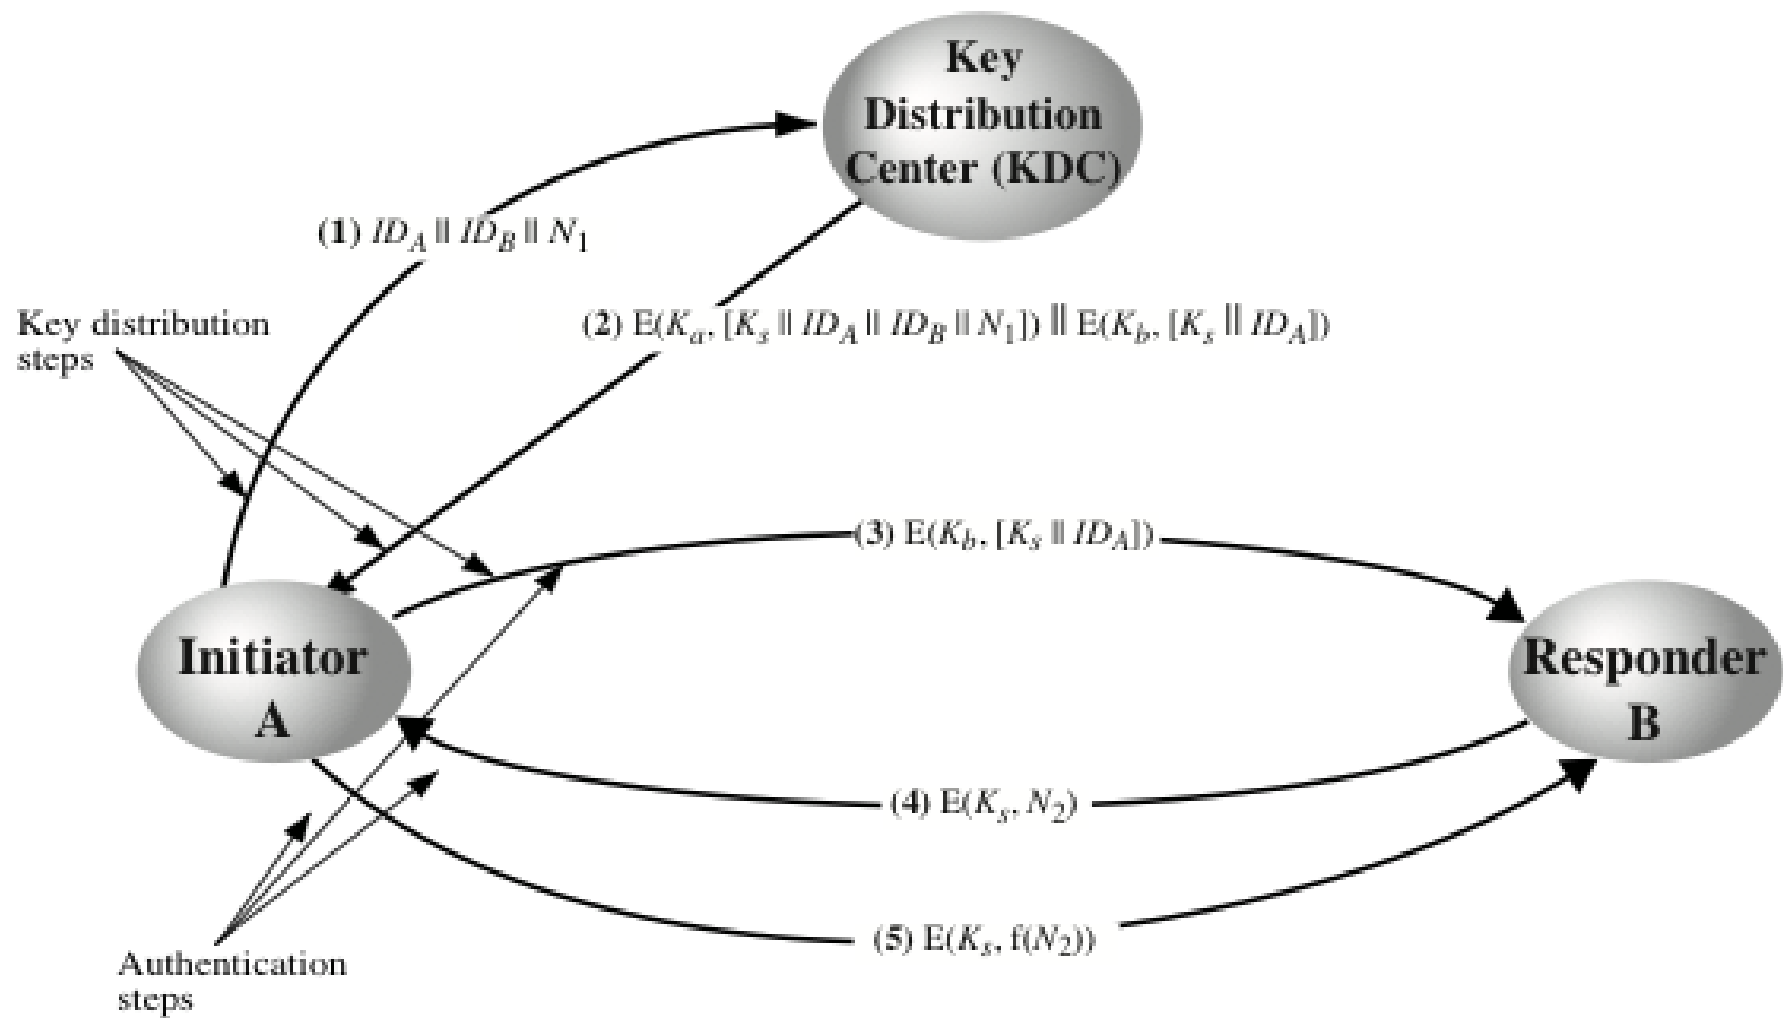 Key
Distribution
Center (KDC)
(1) ID_A || ID_B || N_1
Key distribution
steps
(2) E(K_a, [K_s || ID_A || ID_B || N_1]) || E(K_b, [K_s || ID_A])
(3) E(K_b, [K_s || ID_A])
Initiator
A
Responder
B
(4) E(K_s, N_2)
(5) E(K_s, f(N_2))
Authentication
steps